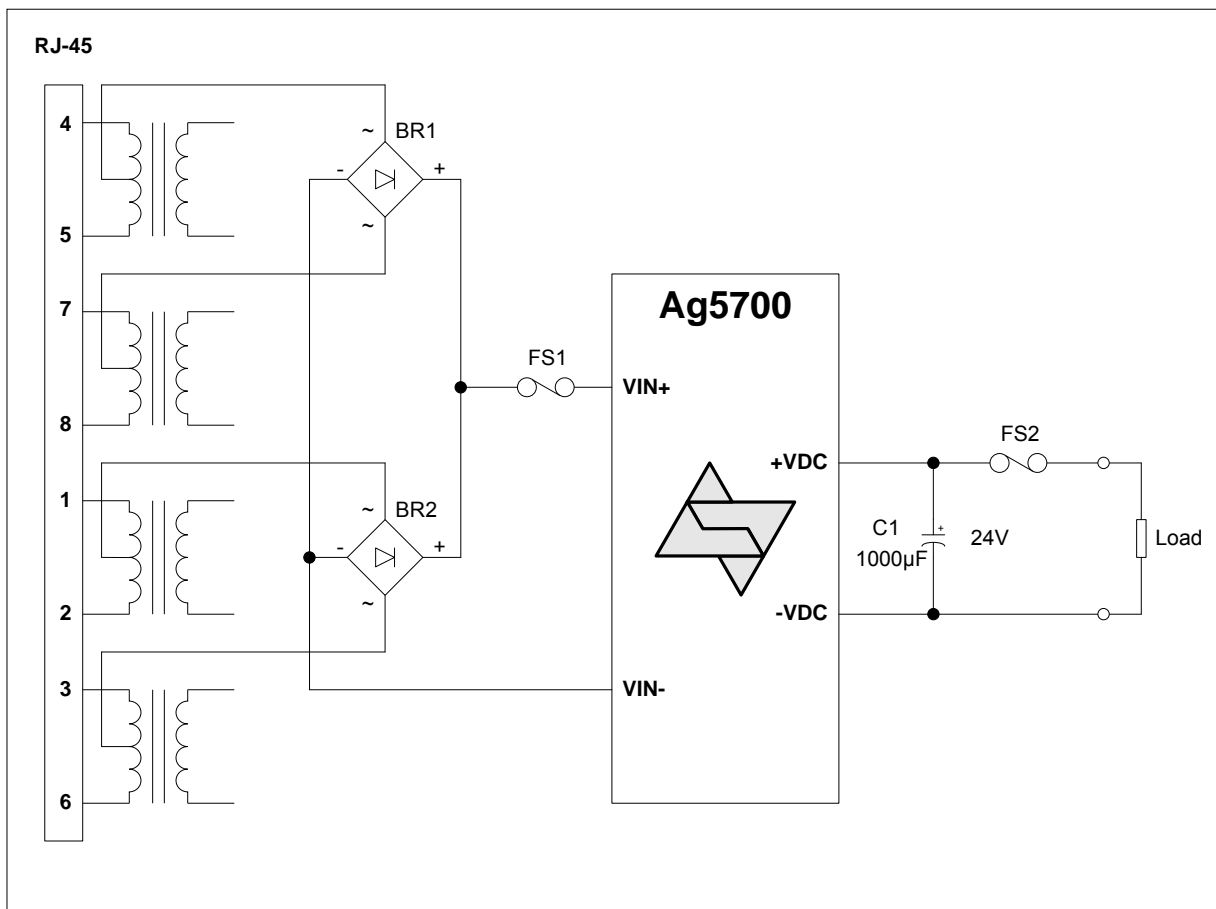 RJ-45
4
5
7
8
1
2
3
6
~ BR1
- +
~
~ BR2
- +
~
FS1
Ag5700
VIN+
+VDC
-VDC
VIN-
FS2
C1
1000µF
+
24V
Load